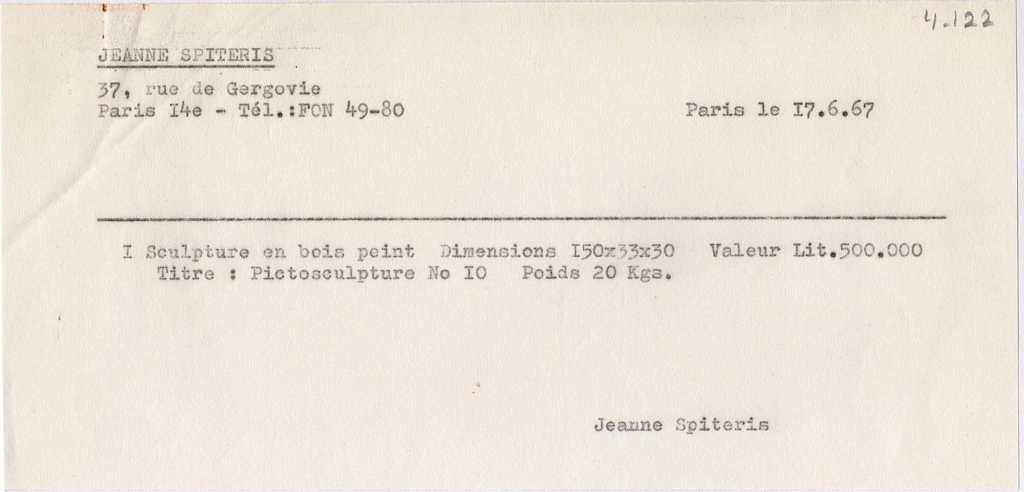 4.122
JEANNE SPITERIS
37, rue de Gergovie
Paris I4e - Tél.:FON 49-80
Paris le I7.6.67
I Sculpture en bois peint Dimensions I50x33x30 Valeur Lit.500.000
Titre : Pictosculpture No IO Poids 20 Kgs.
Jeanne Spiteris